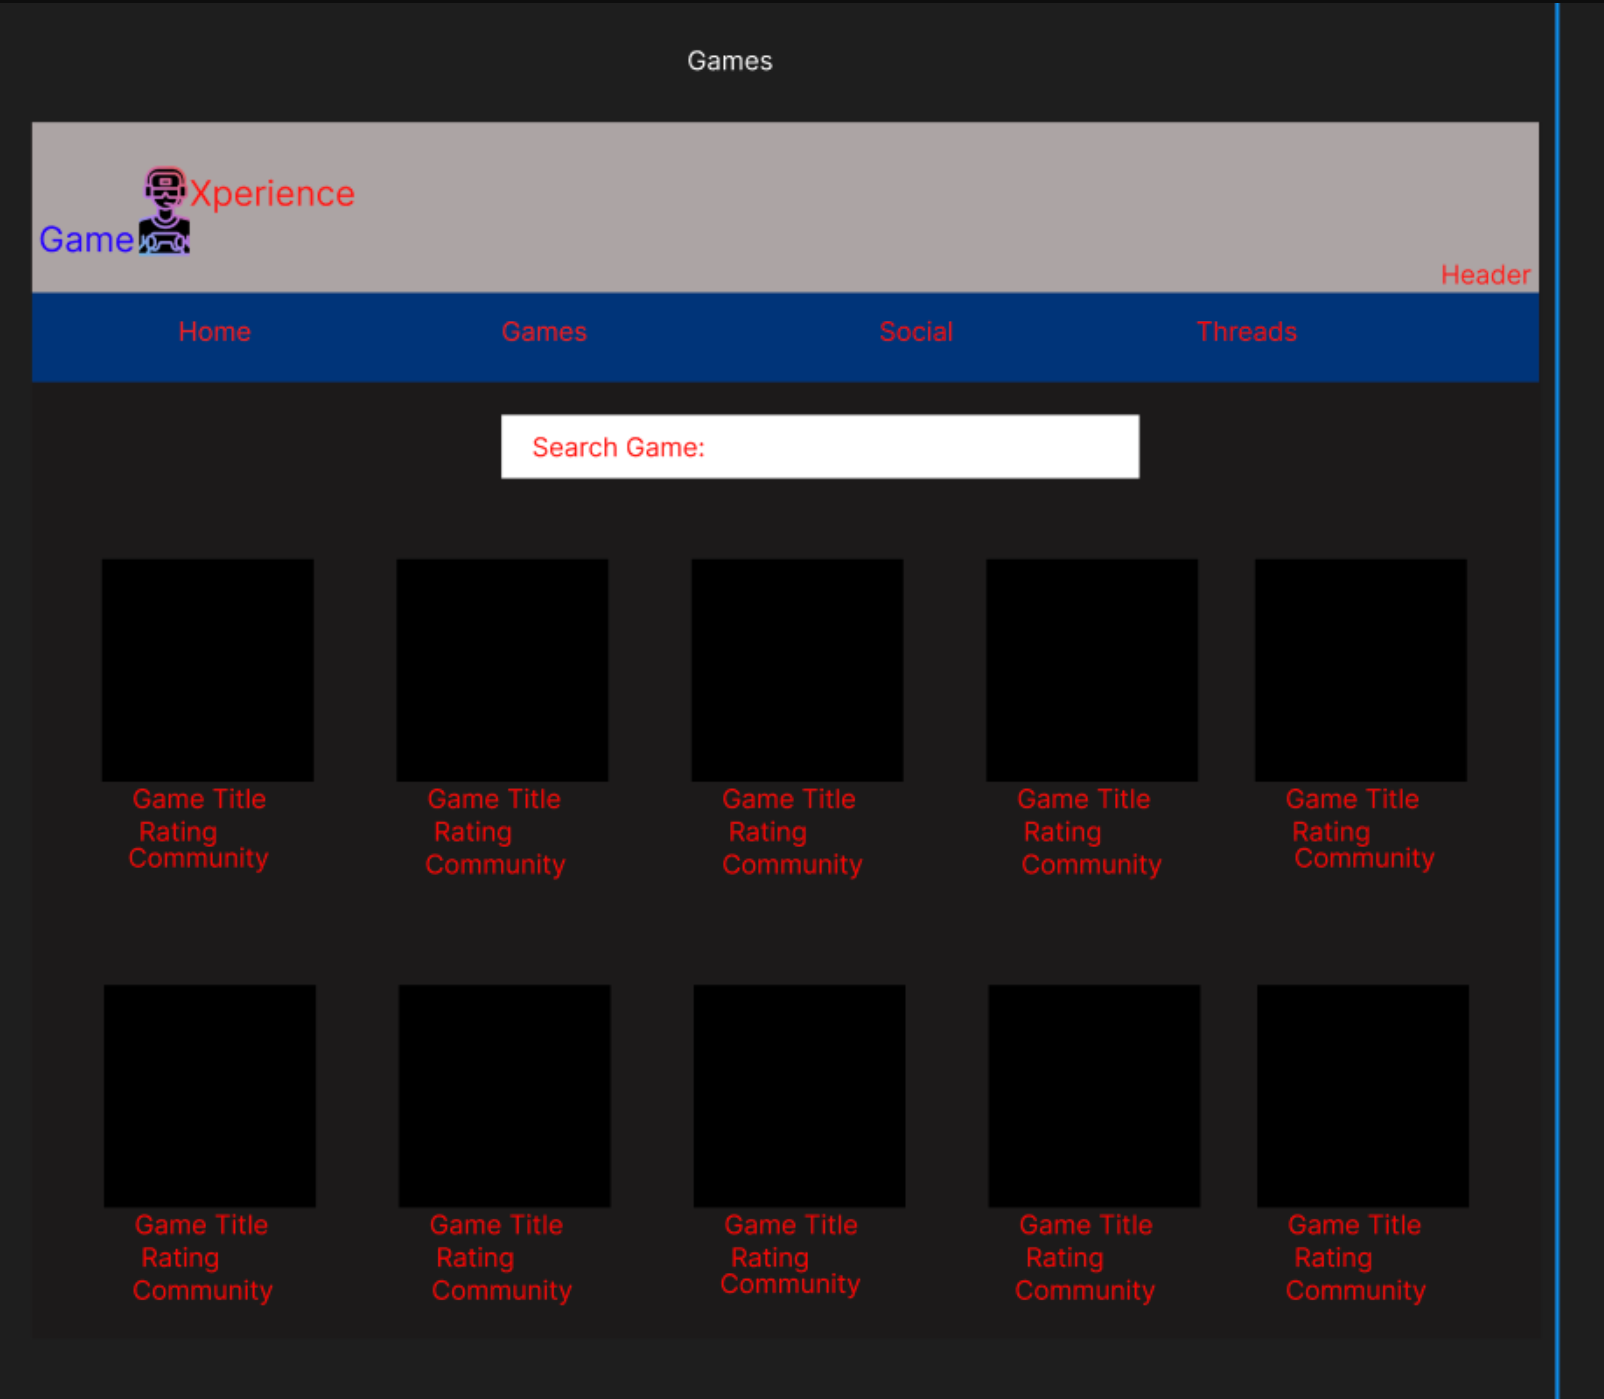 Games
Xperience
Game
Header
Home Games Social Threads
Search Game:
Game Title Game Title Game Title Game Title Game Title
Rating Rating Rating Rating Rating
Community Community Community Community Community
Game Title Game Title Game Title Game Title Game Title
Rating Rating Rating Rating Rating
Community Community Community Community Community